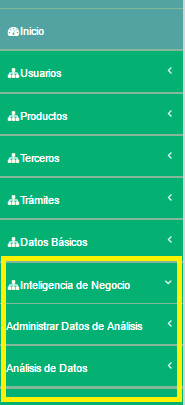 Inicio
Usuarios
Productos
Terceros
Trámites
Datos Básicos
Inteligencia de Negocio
Administrar Datos de Análisis
Análisis de Datos